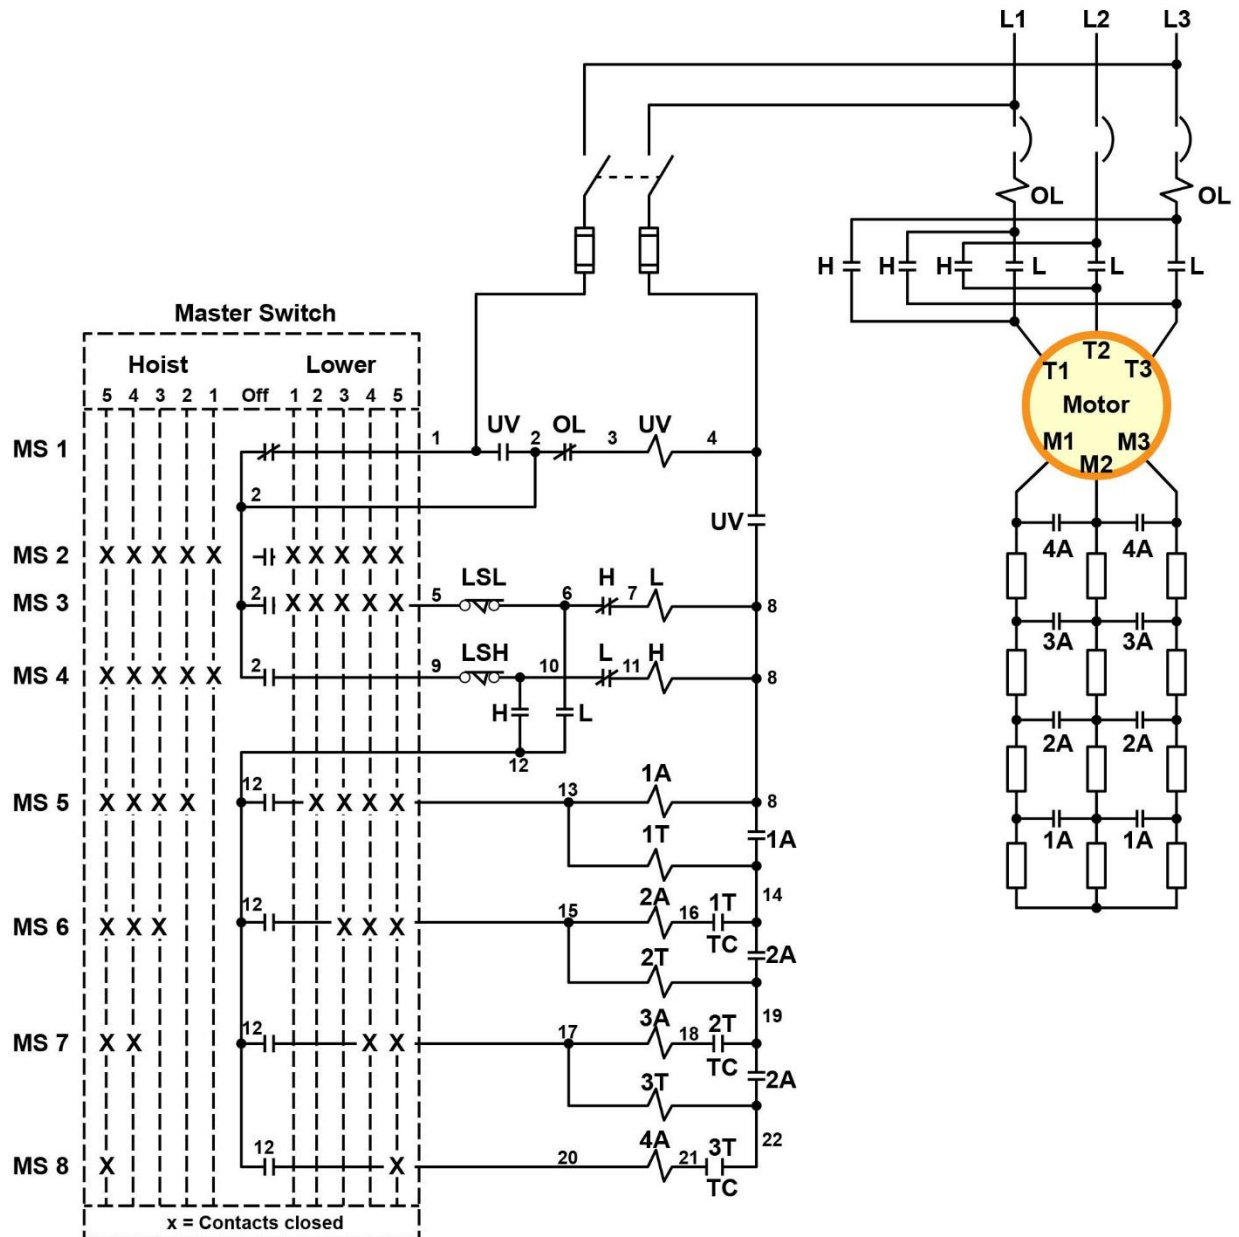 L1 L2 L3
OL OL
H H H L L L
Master Switch
Hoist Lower
5 4 3 2 1 Off 1 2 3 4 5
T1 T2 T3
Motor
M1 M2 M3
MS 1 1 UV 2 OL 3 UV 4
2
UV
4A 4A
MS 2 X X X X X X X X X X
MS 3 2 X X X X X 5 LSL 6 H 7 L 8
3A 3A
MS 4 X X X X X 2 9 LSH 10 L 11 H 8
H L
2A 2A
12
MS 5 X X X X 12 X X X X 13 1A 8
1T 1A
1A 1A
14
MS 6 X X X 12 X X X 15 2A 16 1T
TC
2T 2A
19
MS 7 X X 12 X X 17 3A 18 2T
TC
3T 2A
22
MS 8 X 12 X 20 4A 21 3T
TC
x = Contacts closed